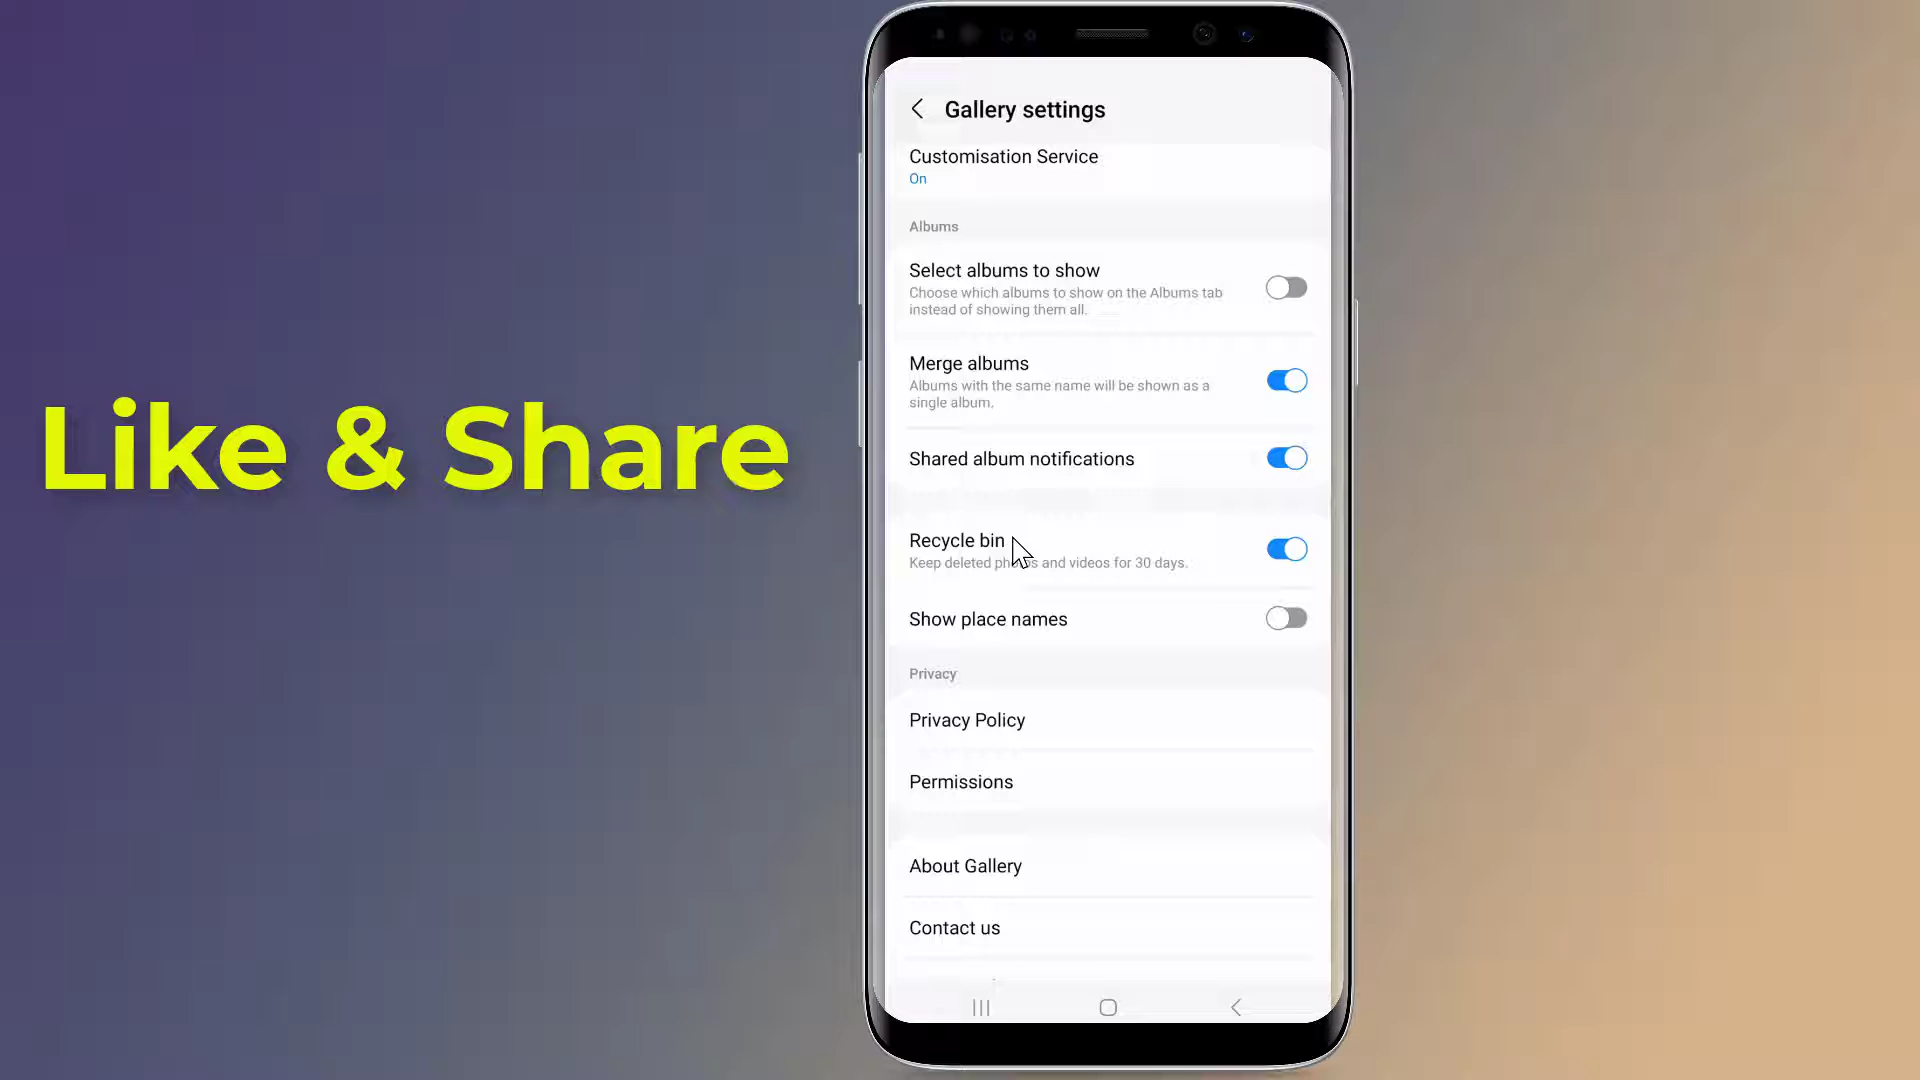 Like & Share
Gallery settings
Customisation Service
On
Albums
Select albums to show
Choose which albums to show on the Albums tab
instead of showing them all.
Merge albums
Albums with the same name will be shown as a
single album.
Shared album notifications
Recycle bin
Keep deleted photos and videos for 30 days.
Show place names
Privacy
Privacy Policy
Permissions
About Gallery
Contact us